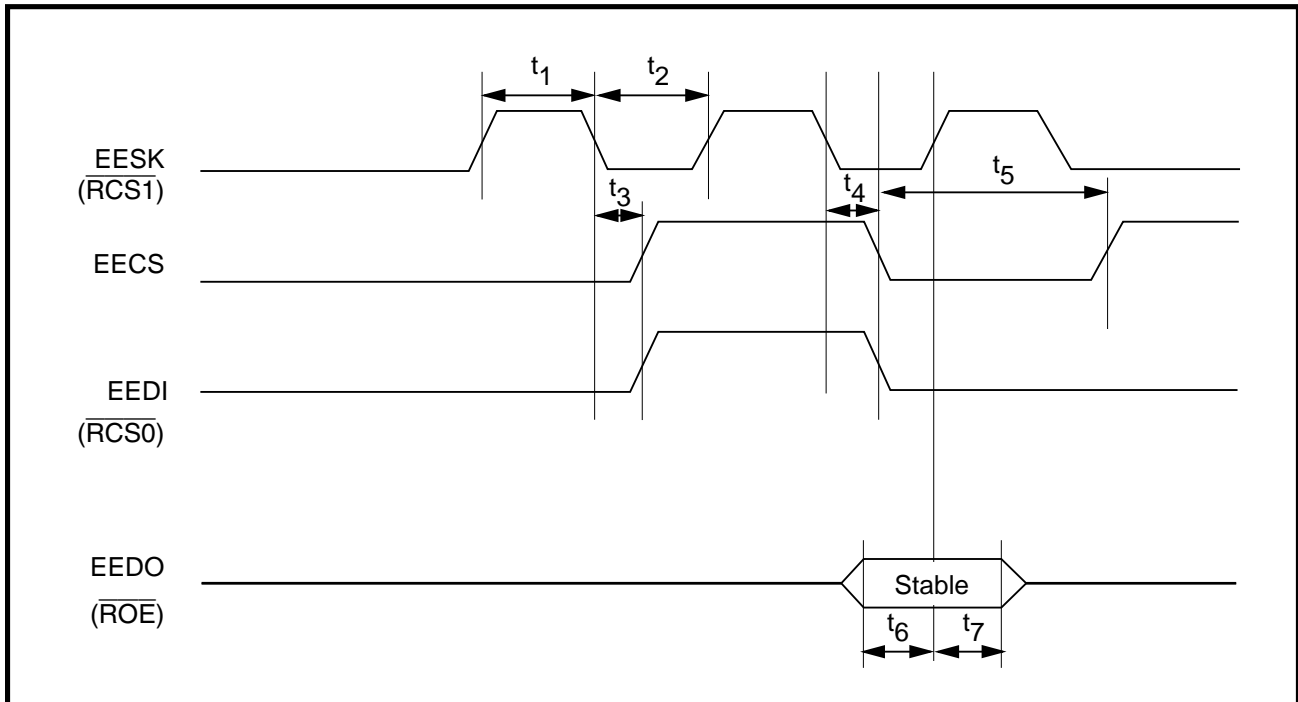 t1
t2
EESK
(RCS1)
t3
t4
t5
EECS
EEDI
(RCS0)
EEDO
(ROE)
Stable
t6
t7